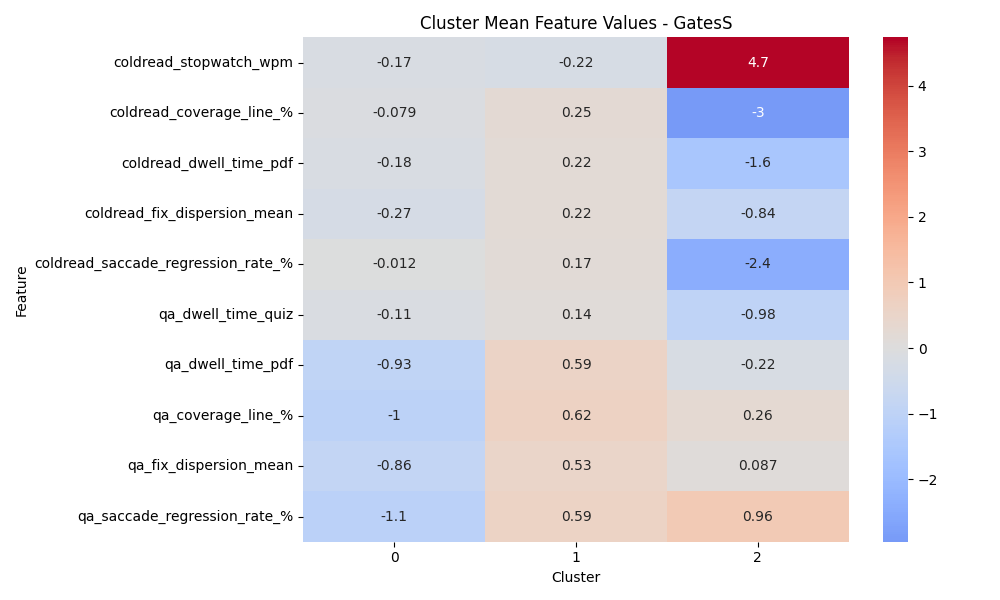 Cluster Mean Feature Values - GatesS
Feature
coldread_stopwatch_wpm -0.17 -0.22 4.7
coldread_coverage_line_% -0.079 0.25 -3
coldread_dwell_time_pdf -0.18 0.22 -1.6
coldread_fix_dispersion_mean -0.27 0.22 -0.84
coldread_saccade_regression_rate_% -0.012 0.17 -2.4
qa_dwell_time_quiz -0.11 0.14 -0.98
qa_dwell_time_pdf -0.93 0.59 -0.22
qa_coverage_line_% -1 0.62 0.26
qa_fix_dispersion_mean -0.86 0.53 0.087
qa_saccade_regression_rate_% -1.1 0.59 0.96
0 1 2
Cluster
4
3
2
1
0
-1
-2